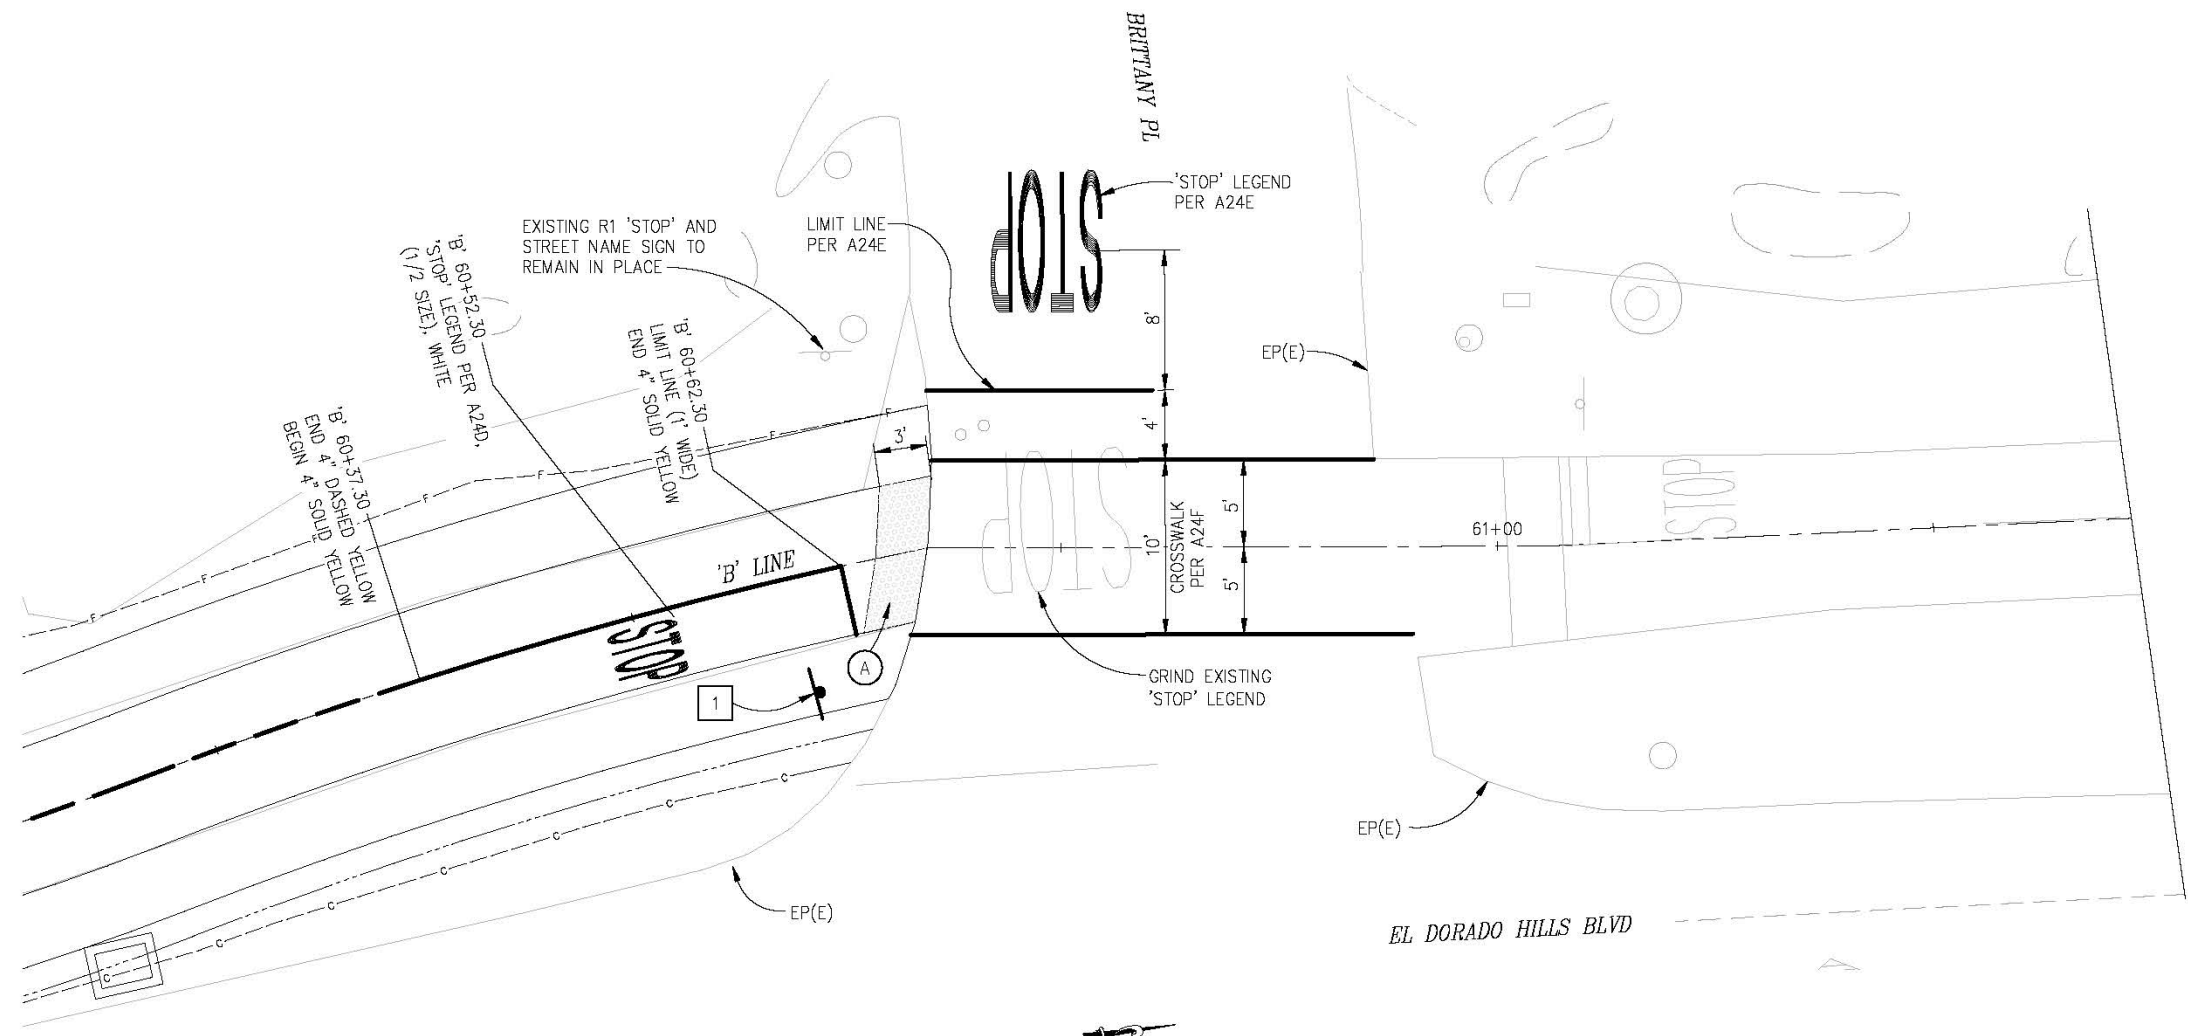 BRITTANY PL
'STOP' LEGEND
PER A24E
STOP
LIMIT LINE
PER A24E
EXISTING R1 'STOP' AND
STREET NAME SIGN TO
REMAIN IN PLACE
'B' 60+52.30
'STOP' LEGEND PER A24D,
(1/2 SIZE), WHITE
'B' 60+62.30
LIMIT LINE (1' WIDE)
END 4" SOLID YELLOW
'B' 60+37.30
END 4" DASHED YELLOW
BEGIN 4" SOLID YELLOW
8'
4'
3'
EP(E)
F
F
F
F
F
F
F
STOP
10'
CROSSWALK
PER A24F
5'
5'
61+00
STOP
'B' LINE
STOP
A
1
GRIND EXISTING
'STOP' LEGEND
C
C
C
C
C
C
C
EP(E)
EP(E)
EL DORADO HILLS BLVD